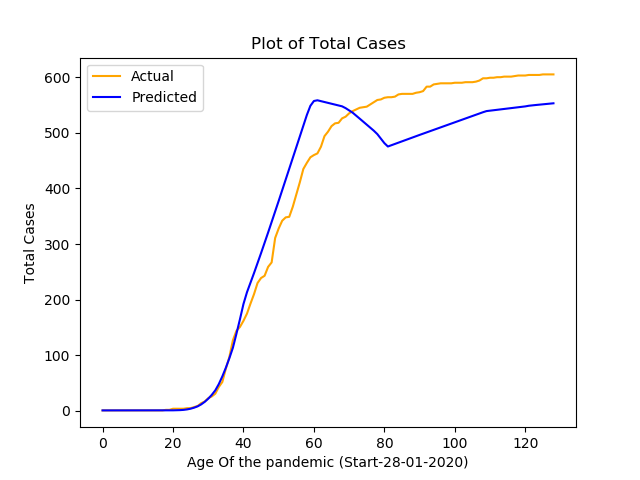 Plot of Total Cases
Actual
Predicted
600
500
400
300
200
100
0
Total Cases
0 20 40 60 80 100 120
Age Of the pandemic (Start-28-01-2020)